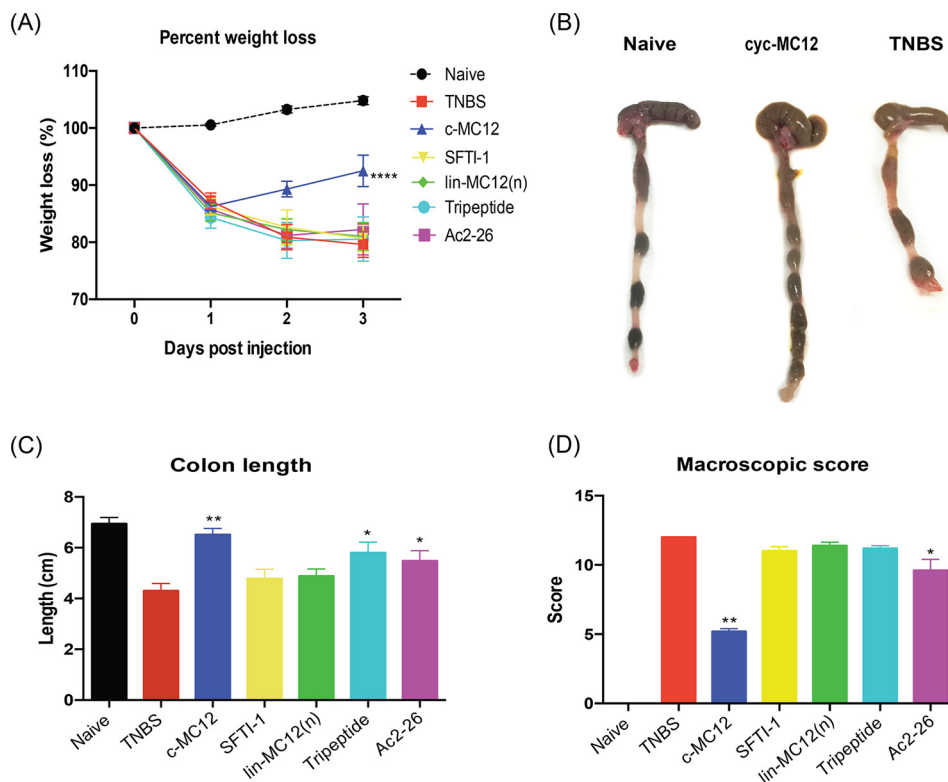 (A)
Percent weight loss
Weight loss (%)
110
100
90
80
70
0 1 2 3
Days post injection
****
Naive
TNBS
c-MC12
SFTI-1
lin-MC12(n)
Tripeptide
Ac2-26
(B)
Naive cyc-MC12 TNBS
(C)
Colon length
Length (cm)
8
6
4
2
0
** * *
Naive TNBS c-MC12 SFTI-1 lin-MC12(n) Tripeptide Ac2-26
(D)
Macroscopic score
Score
15
10
5
0
** *
Naive TNBS c-MC12 SFTI-1 lin-MC12(n) Tripeptide Ac2-26